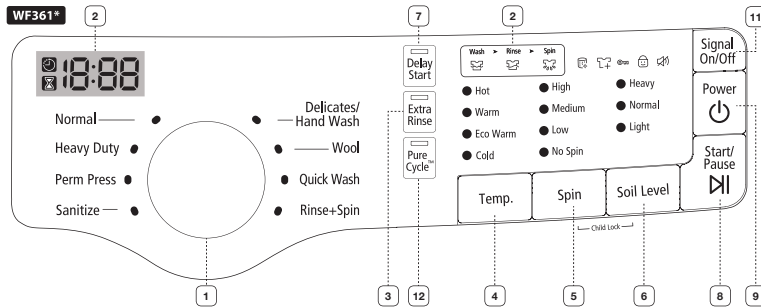 WF361*
2
7
2
11
18:88
Delay
Start
Wash ➤ Rinse ➤ Spin
Signal
On/Off
Normal
Delicates/
Hand Wash
Extra
Rinse
Hot
High
Heavy
Power
Warm
Medium
Normal
Heavy Duty
Wool
Eco Warm
Low
Light
Perm Press
Quick Wash
Pure
Cycle™
Cold
No Spin
Start/
Pause
Sanitize
Rinse+Spin
Temp.
Spin
Soil Level
Child Lock
1
3
12
4
5
6
8
9